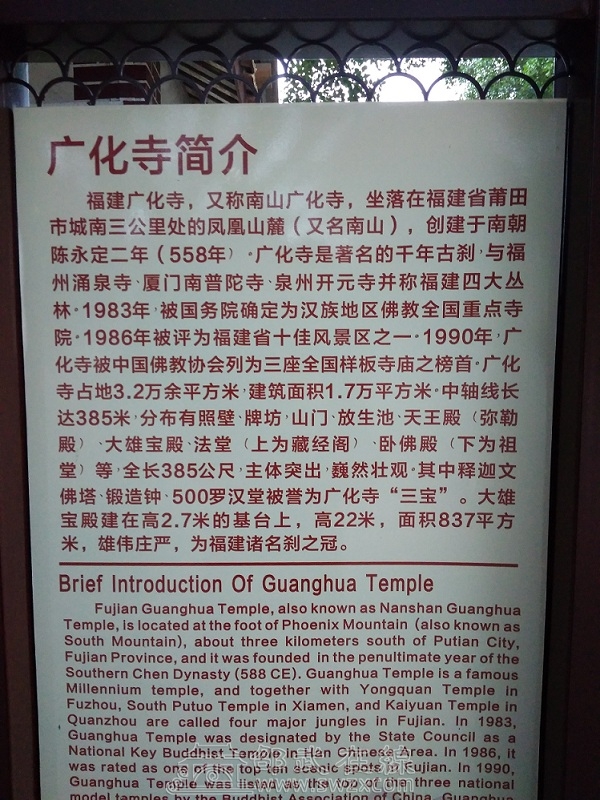 广化寺简介
福建广化寺，又称南山广化寺，坐落在福建省莆田
市城南三公里处的凤凰山麓（又名南山），创建于南朝
陈永定二年（558年）。广化寺是著名的千年古刹，与福
州涌泉寺、厦门南普陀寺、泉州开元寺并称福建四大丛
林。1983年，被国务院确定为汉族地区佛教全国重点寺
院。1986年被评为福建省十佳风景区之一。1990年，广
化寺被中国佛教协会列为三座全国样板寺庙之榜首。广化
寺占地3.2万余平方米，建筑面积1.7万平方米。中轴线长
达385米，分布有照壁、牌坊，山门、放生池、天王殿（弥勒
殿）、大雄宝殿、法堂（上为藏经阁）、卧佛殿（下为祖
堂）等，全长385公尺，主体突出，巍然壮观。其中释迦文
佛塔、锻造钟、500罗汉堂被誉为广化寺“三宝”。大雄
宝殿建在高2.7米的基台上，高22米，面积837平方
米，雄伟庄严，为福建诸名刹之冠。
Brief Introduction Of Guanghua Temple
Fujian Guanghua Temple, also known as Nanshan Guanghua
Temple, is located at the foot of Phoenix Mountain (also known as
South Mountain), about three kilometers south of Putian City,
Fujian Province, and it was founded in the penultimate year of the
Southern Chen Dynasty (588 CE). Guanghua Temple is a famous
Millennium temple, and together with Yongquan Temple in
Fuzhou, South Putuo Temple in Xiamen, and Kaiyuan Temple in
Quanzhou are called four major jungles in Fujian. In 1983,
Guanghua Temple was designated by the State Council as a
National Key Buddhist Temple in Han Chinese Area. In 1986, it
was rated as one of the top ten scenic spots in Fujian. In 1990,
Guanghua Temple was listed as the top of the three national
model temples by the Buddhist Association of China. Guanghua